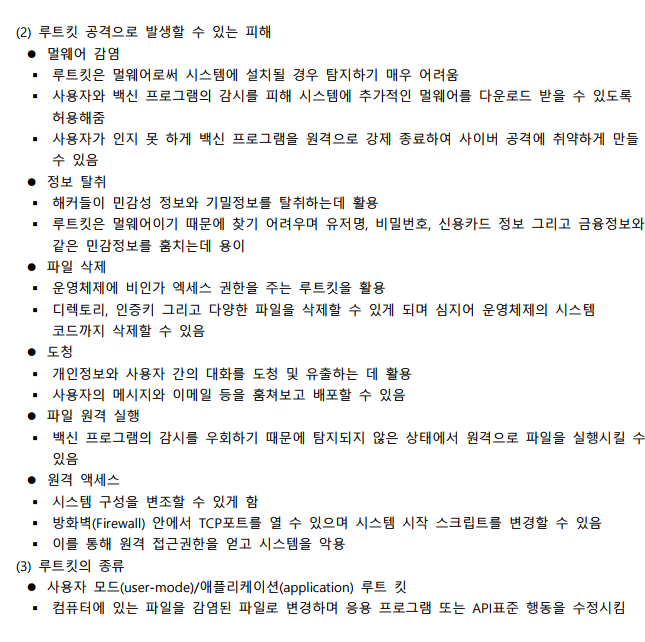 (2) 루트킷 공격으로 발생할 수 있는 피해
● 멀웨어 감염
▪ 루트킷은 멀웨어로써 시스템에 설치될 경우 탐지하기 매우 어려움
▪ 사용자와 백신 프로그램의 감시를 피해 시스템에 추가적인 멀웨어를 다운로드 받을 수 있도록
허용해줌
▪ 사용자가 인지 못 하게 백신 프로그램을 원격으로 강제 종료하여 사이버 공격에 취약하게 만들
수 있음
● 정보 탈취
▪ 해커들이 민감성 정보와 기밀정보를 탈취하는데 활용
▪ 루트킷은 멀웨어이기 때문에 찾기 어려우며 유저명, 비밀번호, 신용카드 정보 그리고 금융정보와
같은 민감정보를 훔치는데 용이
● 파일 삭제
▪ 운영체제에 비인가 엑세스 권한을 주는 루트킷을 활용
▪ 디렉토리, 인증키 그리고 다양한 파일을 삭제할 수 있게 되며 심지어 운영체제의 시스템
코드까지 삭제할 수 있음
● 도청
▪ 개인정보와 사용자 간의 대화를 도청 및 유출하는 데 활용
▪ 사용자의 메시지와 이메일 등을 훔쳐보고 배포할 수 있음
● 파일 원격 실행
▪ 백신 프로그램의 감시를 우회하기 때문에 탐지되지 않은 상태에서 원격으로 파일을 실행시킬 수
있음
● 원격 액세스
▪ 시스템 구성을 변조할 수 있게 함
▪ 방화벽(Firewall) 안에서 TCP포트를 열 수 있으며 시스템 시작 스크립트를 변경할 수 있음
▪ 이를 통해 원격 접근권한을 얻고 시스템을 악용
(3) 루트킷의 종류
● 사용자 모드(user-mode)/애플리케이션(application) 루트 킷
▪ 컴퓨터에 있는 파일을 감염된 파일로 변경하며 응용 프로그램 또는 API표준 행동을 수정시킴